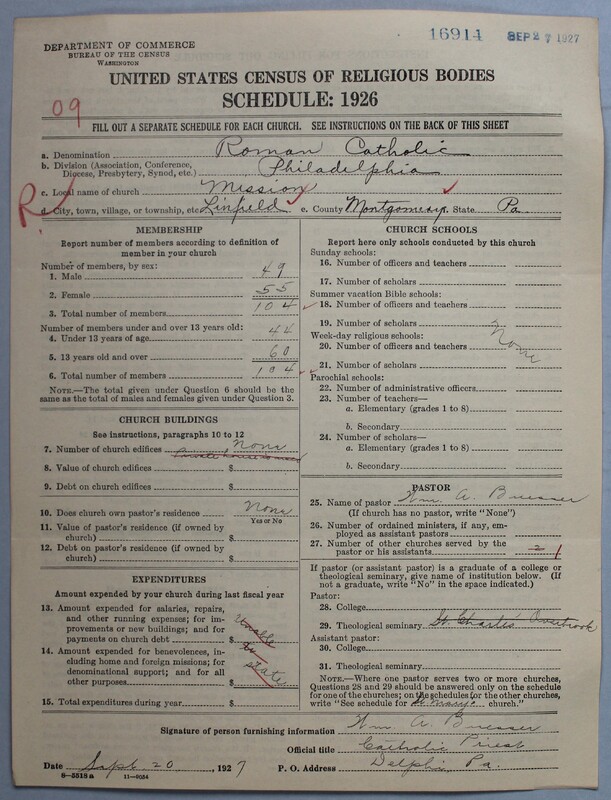 16914 SEP 27 1927
DEPARTMENT OF COMMERCE
BUREAU OF THE CENSUS
WASHINGTON
UNITED STATES CENSUS OF RELIGIOUS BODIES
SCHEDULE: 1926
09
FILL OUT A SEPARATE SCHEDULE FOR EACH CHURCH. SEE INSTRUCTIONS ON THE BACK OF THIS SHEET
a. Denomination Roman Catholic
b. Division (Association, Conference, Diocese, Presbytery, Synod, etc.) Philadelphia
c. Local name of church Mission
R.
d. City, town, village, or township, etc Linfield e. County Montgomery State Pa.
MEMBERSHIP
Report number of members according to definition of
member in your church
Number of members, by sex:
1. Male 49
2. Female 55
3. Total number of members 104
Number of members under and over 13 years old:
4. Under 13 years of age 44
5. 13 years old and over 60
6. Total number of members 104
NOTE.—The total given under Question 6 should be
the same as the total of males and females given under Question 3.
CHURCH BUILDINGS
See instructions, paragraphs 10 to 12
7. Number of church edifices None
Private house
8. Value of church edifices $
9. Debt on church edifices $
10. Does church own pastor's residence? None
Yes or No
11. Value of pastor's residence (if owned by
church) $
12. Debt on pastor's residence (if owned by
church) $
EXPENDITURES
Amount expended by your church during last fiscal year
13. Amount expended for salaries, repairs,
and other running expenses; for im-
provements or new buildings; and for
payments on church debt $ Unable
14. Amount expended for benevolences, in-
cluding home and foreign missions; for
denominational support; and for all
other purposes $ to state
15. Total expenditures during year $
CHURCH SCHOOLS
Report here only schools conducted by this church
Sunday schools:
16. Number of officers and teachers
17. Number of scholars
Summer vacation Bible schools:
18. Number of officers and teachers
19. Number of scholars
Week-day religious schools:
20. Number of officers and teachers None
21. Number of scholars
Parochial schools:
22. Number of administrative officers
23. Number of teachers—
a. Elementary (grades 1 to 8)
b. Secondary
24. Number of scholars—
a. Elementary (grades 1 to 8)
b. Secondary
PASTOR
25. Name of pastor Wm. A. Buesser
(If church has no pastor, write "None")
26. Number of ordained ministers, if any, em-
ployed as assistant pastors
27. Number of other churches served by the
pastor or his assistants 2 1
If pastor (or assistant pastor) is a graduate of a college or
theological seminary, give name of institution below. (If
not a graduate, write "No" in the space indicated.)
Pastor:
28. College
29. Theological seminary St. Charles' Overbrook
Assistant pastor:
30. College
31. Theological seminary
NOTE.—Where one pastor serves two or more churches,
Questions 28 and 29 should be answered only on the schedule
for one of the churches; on the schedules for the other churches,
write "See schedule for St. Mary's church."
Signature of person furnishing information Wm A. Buesser
Official title Catholic Priest
Date Sept. 20, 1927 P. O. Address Delphi, Pa.
8—5518a 11—9054